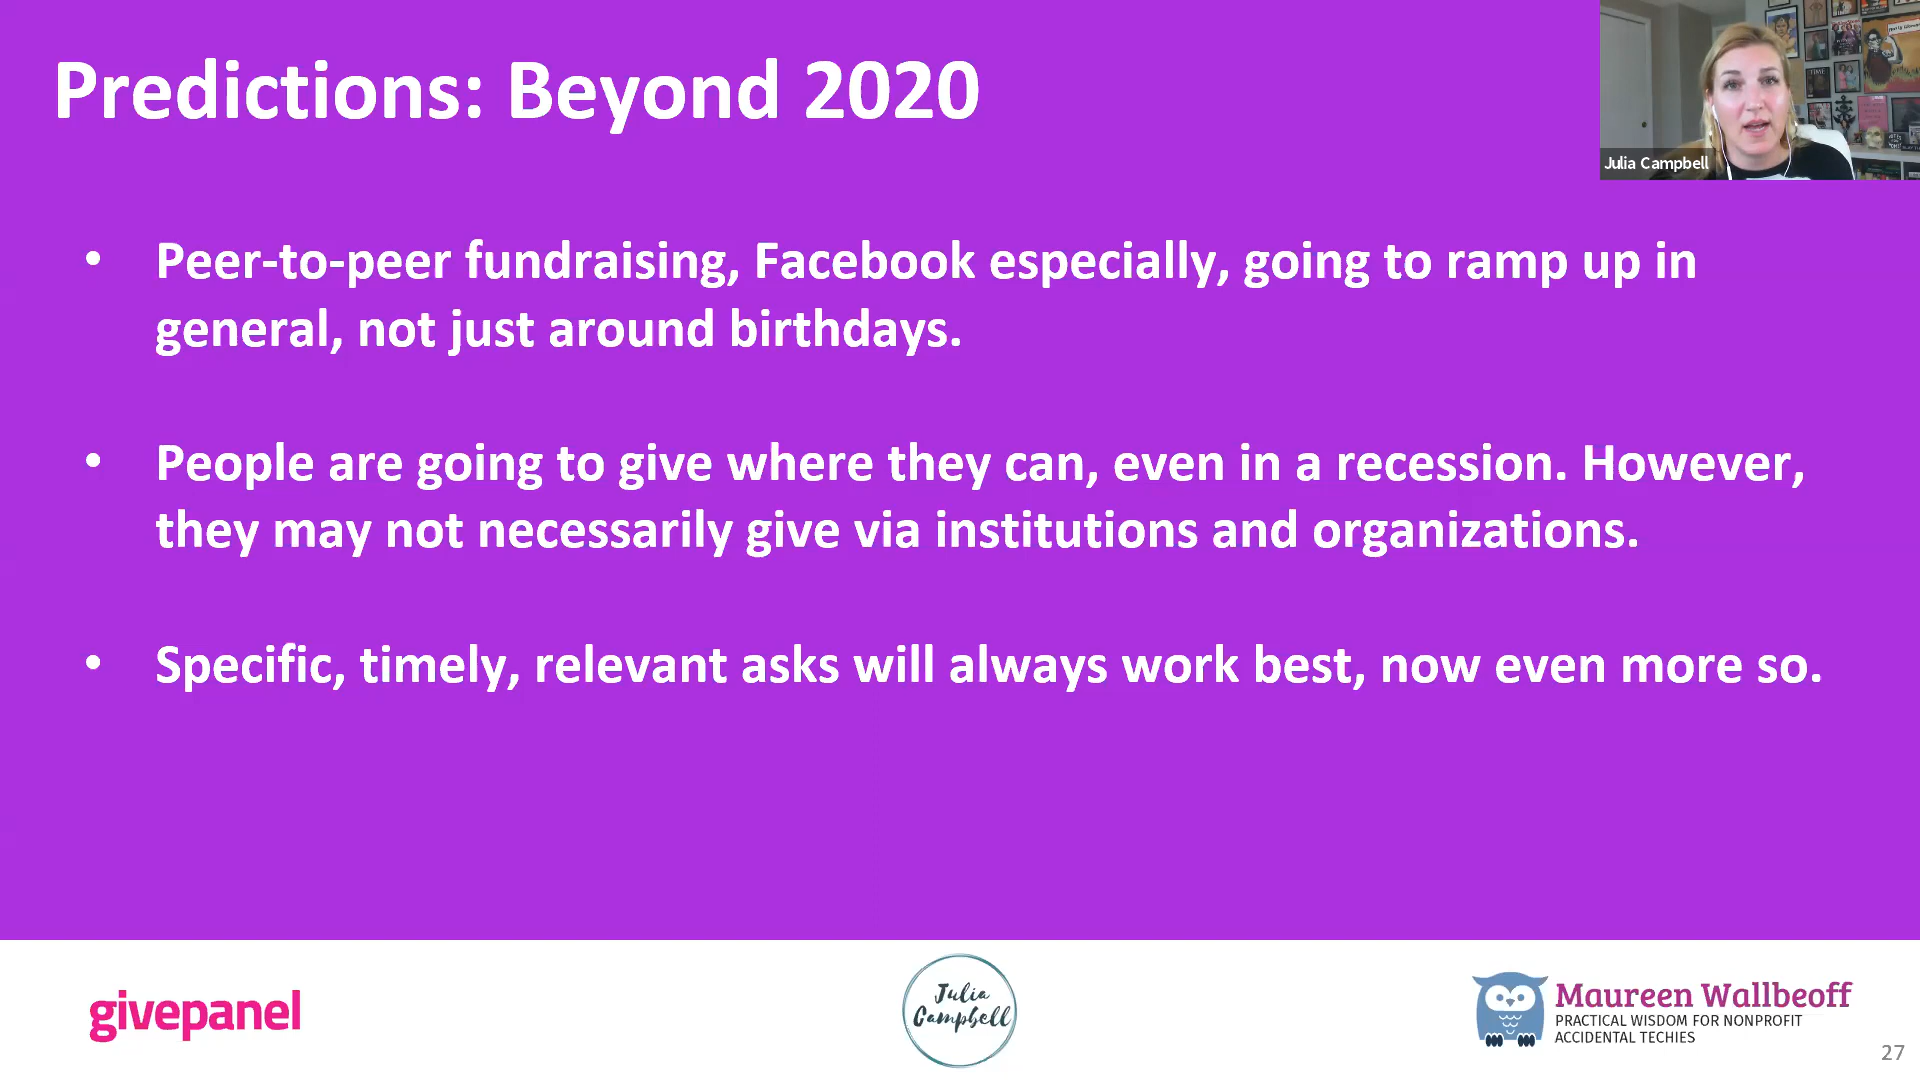 Predictions: Beyond 2020
Julia Campbell
• Peer-to-peer fundraising, Facebook especially, going to ramp up in
general, not just around birthdays.
• People are going to give where they can, even in a recession. However,
they may not necessarily give via institutions and organizations.
• Specific, timely, relevant asks will always work best, now even more so.
givepanel
Julia
Campbell
Maureen Wallbeoff
PRACTICAL WISDOM FOR NONPROFIT
ACCIDENTAL TECHIES
27